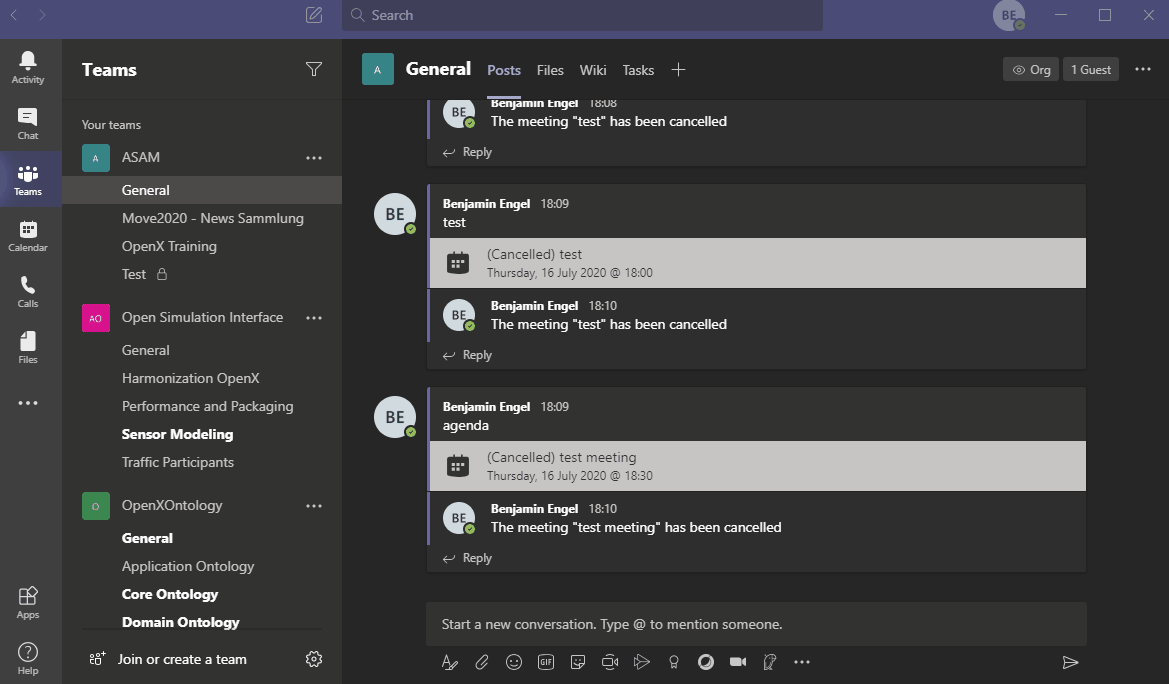 Search
BE
Activity
Chat
Teams
Calendar
Calls
Files
Apps
Help
Teams
Your teams
A ASAM
General
Move2020 - News Sammlung
OpenX Training
Test
AO Open Simulation Interface
General
Harmonization OpenX
Performance and Packaging
Sensor Modeling
Traffic Participants
O OpenXOntology
General
Application Ontology
Core Ontology
Domain Ontology
Join or create a team
A General Posts Files Wiki Tasks
Org 1 Guest
BE Benjamin Engel 18:08
The meeting "test" has been cancelled
Reply
BE Benjamin Engel 18:09
test
(Cancelled) test
Thursday, 16 July 2020 @ 18:00
BE Benjamin Engel 18:10
The meeting "test" has been cancelled
Reply
BE Benjamin Engel 18:09
agenda
(Cancelled) test meeting
Thursday, 16 July 2020 @ 18:30
BE Benjamin Engel 18:10
The meeting "test meeting" has been cancelled
Reply
Start a new conversation. Type @ to mention someone.
GIF